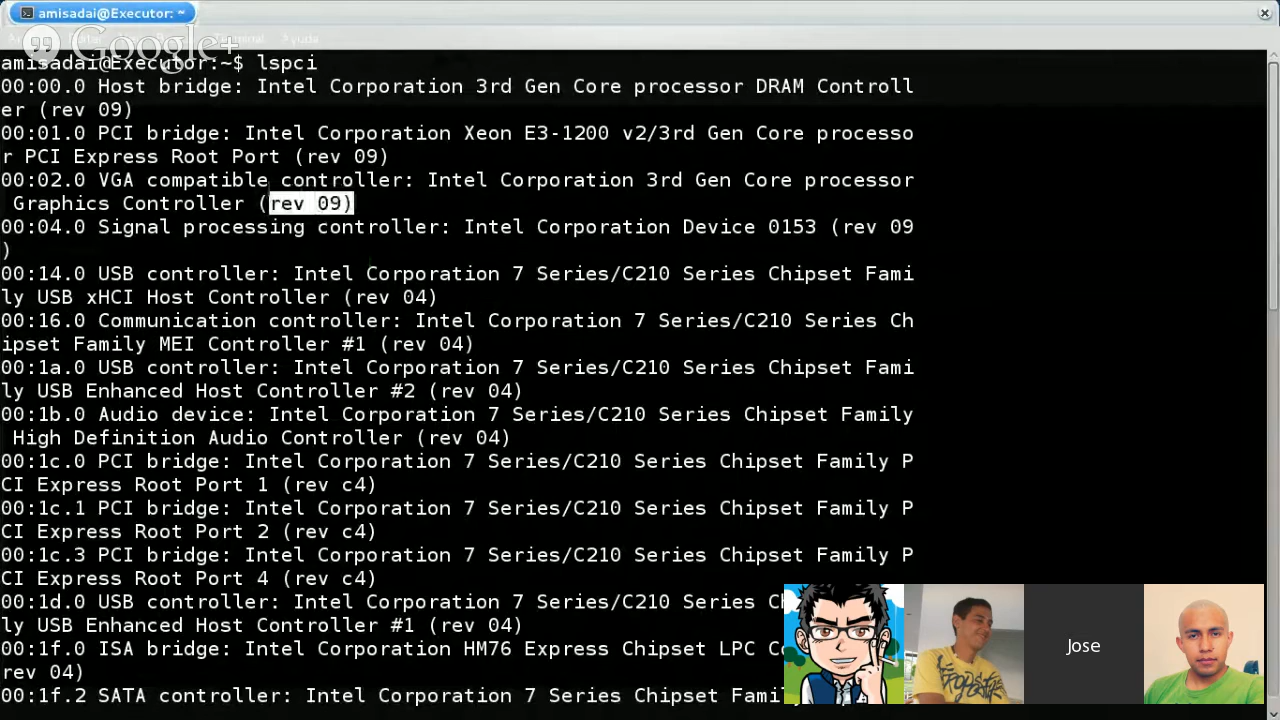 amisadai@Executor: ~
Terminal Ayuda
Google+
amisadai@Executor:~$ lspci
00:00.0 Host bridge: Intel Corporation 3rd Gen Core processor DRAM Controll
er (rev 09)
00:01.0 PCI bridge: Intel Corporation Xeon E3-1200 v2/3rd Gen Core processo
r PCI Express Root Port (rev 09)
00:02.0 VGA compatible controller: Intel Corporation 3rd Gen Core processor
Graphics Controller (rev 09)
00:04.0 Signal processing controller: Intel Corporation Device 0153 (rev 09
)
00:14.0 USB controller: Intel Corporation 7 Series/C210 Series Chipset Fami
ly USB xHCI Host Controller (rev 04)
00:16.0 Communication controller: Intel Corporation 7 Series/C210 Series Ch
ipset Family MEI Controller #1 (rev 04)
00:1a.0 USB controller: Intel Corporation 7 Series/C210 Series Chipset Fami
ly USB Enhanced Host Controller #2 (rev 04)
00:1b.0 Audio device: Intel Corporation 7 Series/C210 Series Chipset Family
High Definition Audio Controller (rev 04)
00:1c.0 PCI bridge: Intel Corporation 7 Series/C210 Series Chipset Family P
CI Express Root Port 1 (rev c4)
00:1c.1 PCI bridge: Intel Corporation 7 Series/C210 Series Chipset Family P
CI Express Root Port 2 (rev c4)
00:1c.3 PCI bridge: Intel Corporation 7 Series/C210 Series Chipset Family P
CI Express Root Port 4 (rev c4)
00:1d.0 USB controller: Intel Corporation 7 Series/C210 Series Chipset
ly USB Enhanced Host Controller #1 (rev 04)
00:1f.0 ISA bridge: Intel Corporation HM76 Express Chipset LPC
rev 04)
00:1f.2 SATA controller: Intel Corporation 7 Series Chipset
Jose